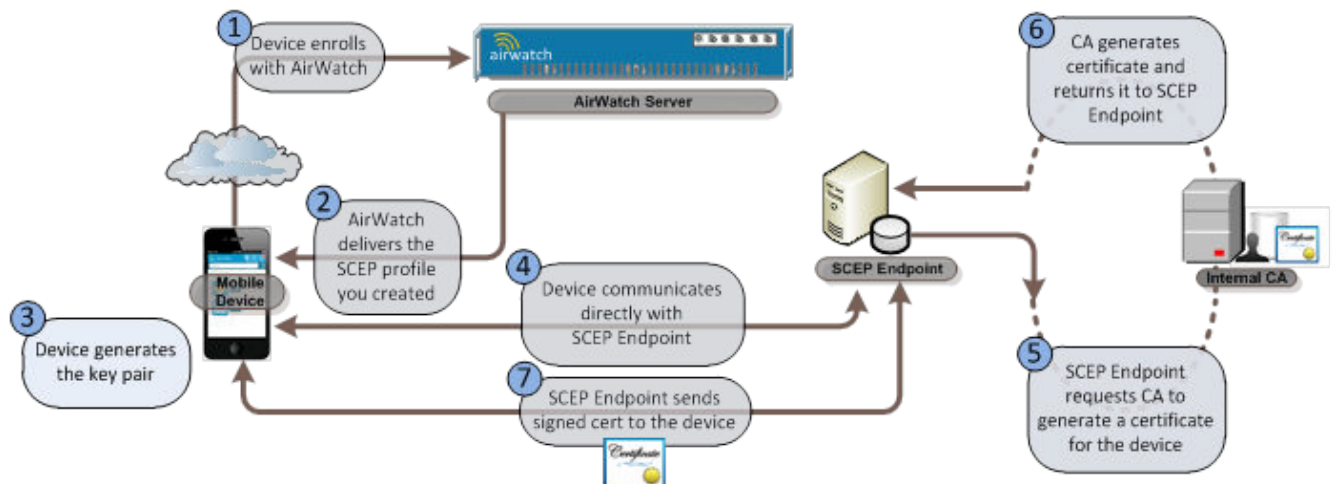 1
Device enrolls
with AirWatch
airwatch
AirWatch Server
2
AirWatch
delivers the
SCEP profile
you created
Mobile
Device
3
Device generates
the key pair
4
Device communicates
directly with
SCEP Endpoint
SCEP Endpoint
5
SCEP Endpoint
requests CA to
generate a certificate
for the device
Internal CA
Certificate
6
CA generates
certificate and
returns it to SCEP
Endpoint
7
SCEP Endpoint sends
signed cert to the device
Certificate